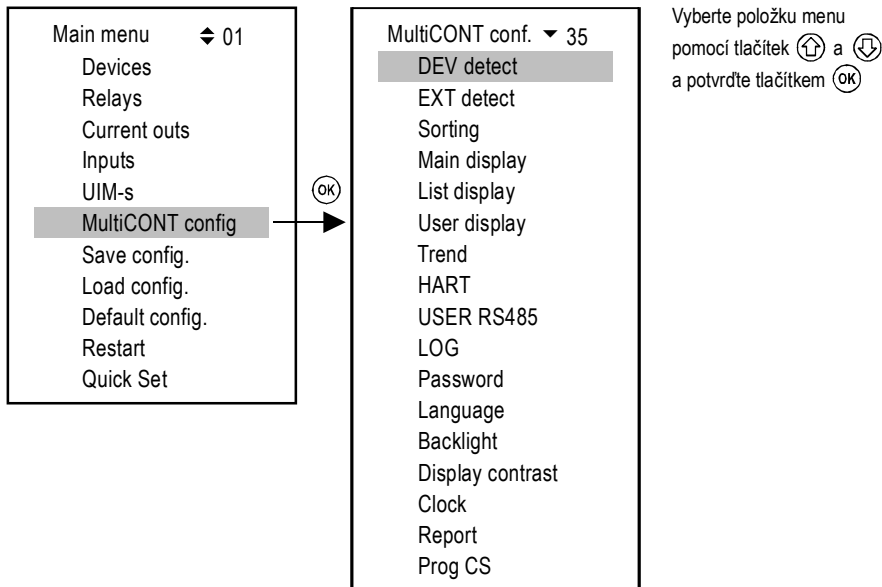 Main menu 01
Devices
Relays
Current outs
Inputs
UIM-s
MultiCONT config
Save config.
Load config.
Default config.
Restart
Quick Set
OK
MultiCONT conf. 35
DEV detect
EXT detect
Sorting
Main display
List display
User display
Trend
HART
USER RS485
LOG
Password
Language
Backlight
Display contrast
Clock
Report
Prog CS
Vyberte položku menu
pomocí tlačítek a
a potvrďte tlačítkem OK